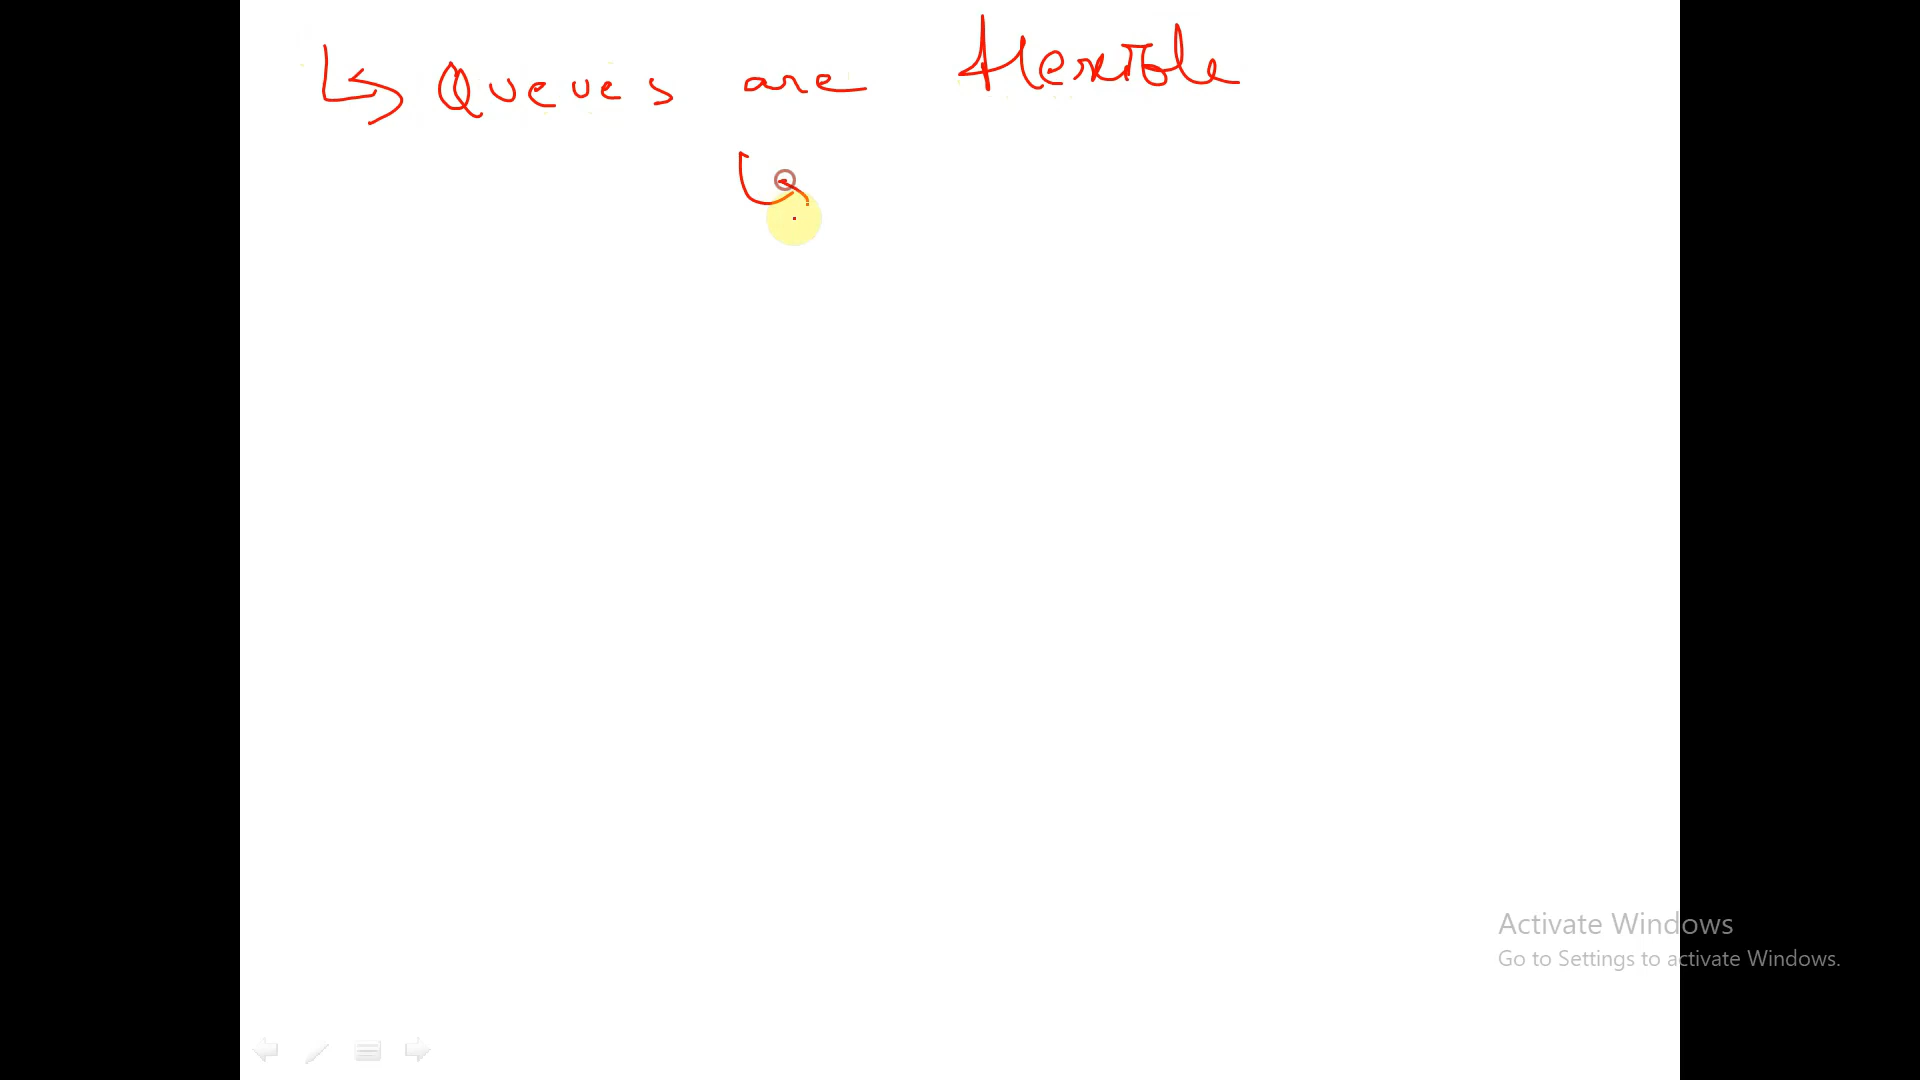 Queues are flexible
Activate Windows
Go to Settings to activate Windows.